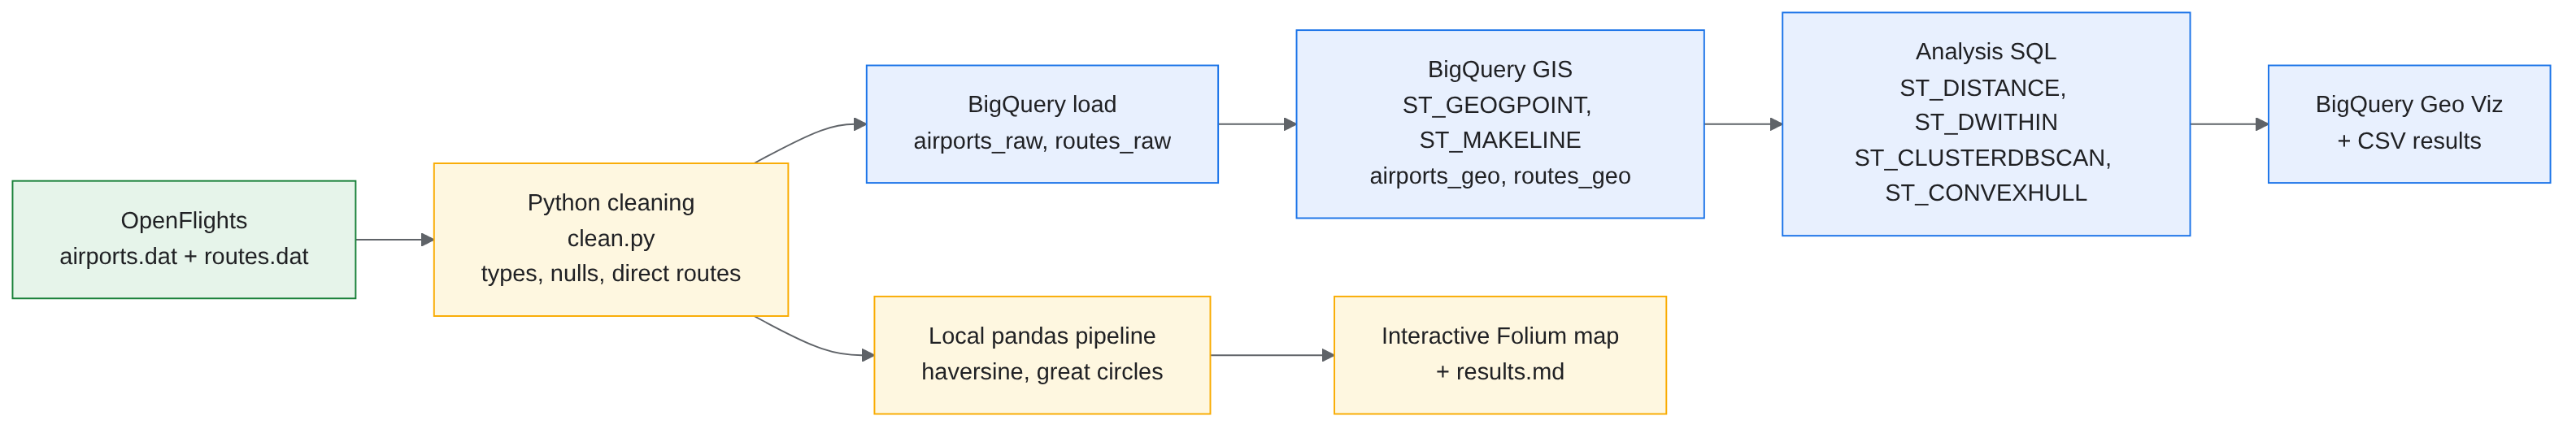 OpenFlights
airports.dat + routes.dat
Python cleaning
clean.py
types, nulls, direct routes
BigQuery load
airports_raw, routes_raw
BigQuery GIS
ST_GEOGPOINT,
ST_MAKELINE
airports_geo, routes_geo
Analysis SQL
ST_DISTANCE,
ST_DWITHIN
ST_CLUSTERDBSCAN,
ST_CONVEXHULL
BigQuery Geo Viz
+ CSV results
Local pandas pipeline
haversine, great circles
Interactive Folium map
+ results.md